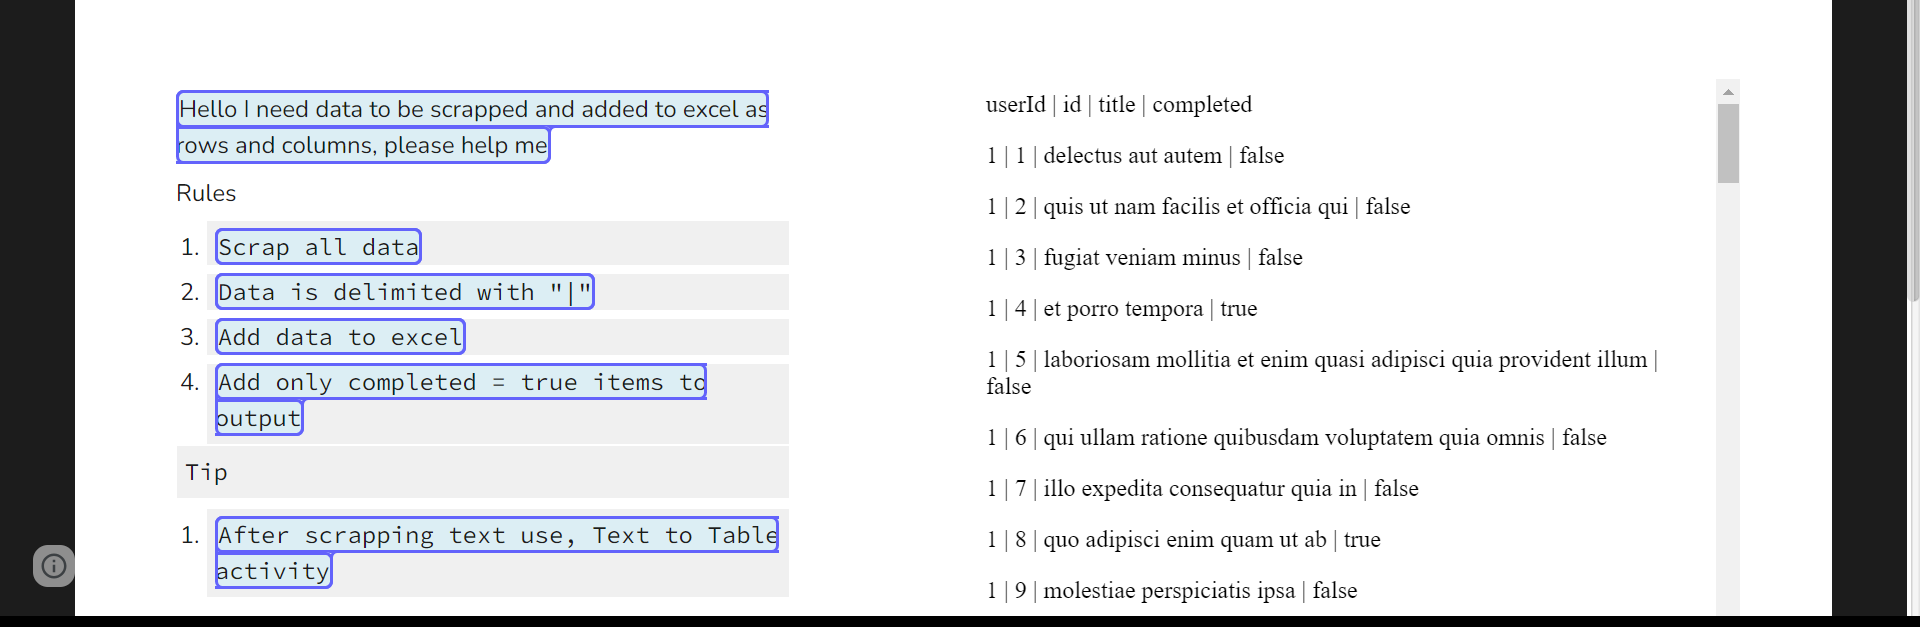 Hello I need data to be scrapped and added to excel as
rows and columns, please help me
Rules
1. Scrap all data
2. Data is delimited with "|"
3. Add data to excel
4. Add only completed = true items to
output
Tip
1. After scrapping text use, Text to Table
activity
userId | id | title | completed
1 | 1 | delectus aut autem | false
1 | 2 | quis ut nam facilis et officia qui | false
1 | 3 | fugiat veniam minus | false
1 | 4 | et porro tempora | true
1 | 5 | laboriosam mollitia et enim quasi adipisci quia provident illum |
false
1 | 6 | qui ullam ratione quibusdam voluptatem quia omnis | false
1 | 7 | illo expedita consequatur quia in | false
1 | 8 | quo adipisci enim quam ut ab | true
1 | 9 | molestiae perspiciatis ipsa | false